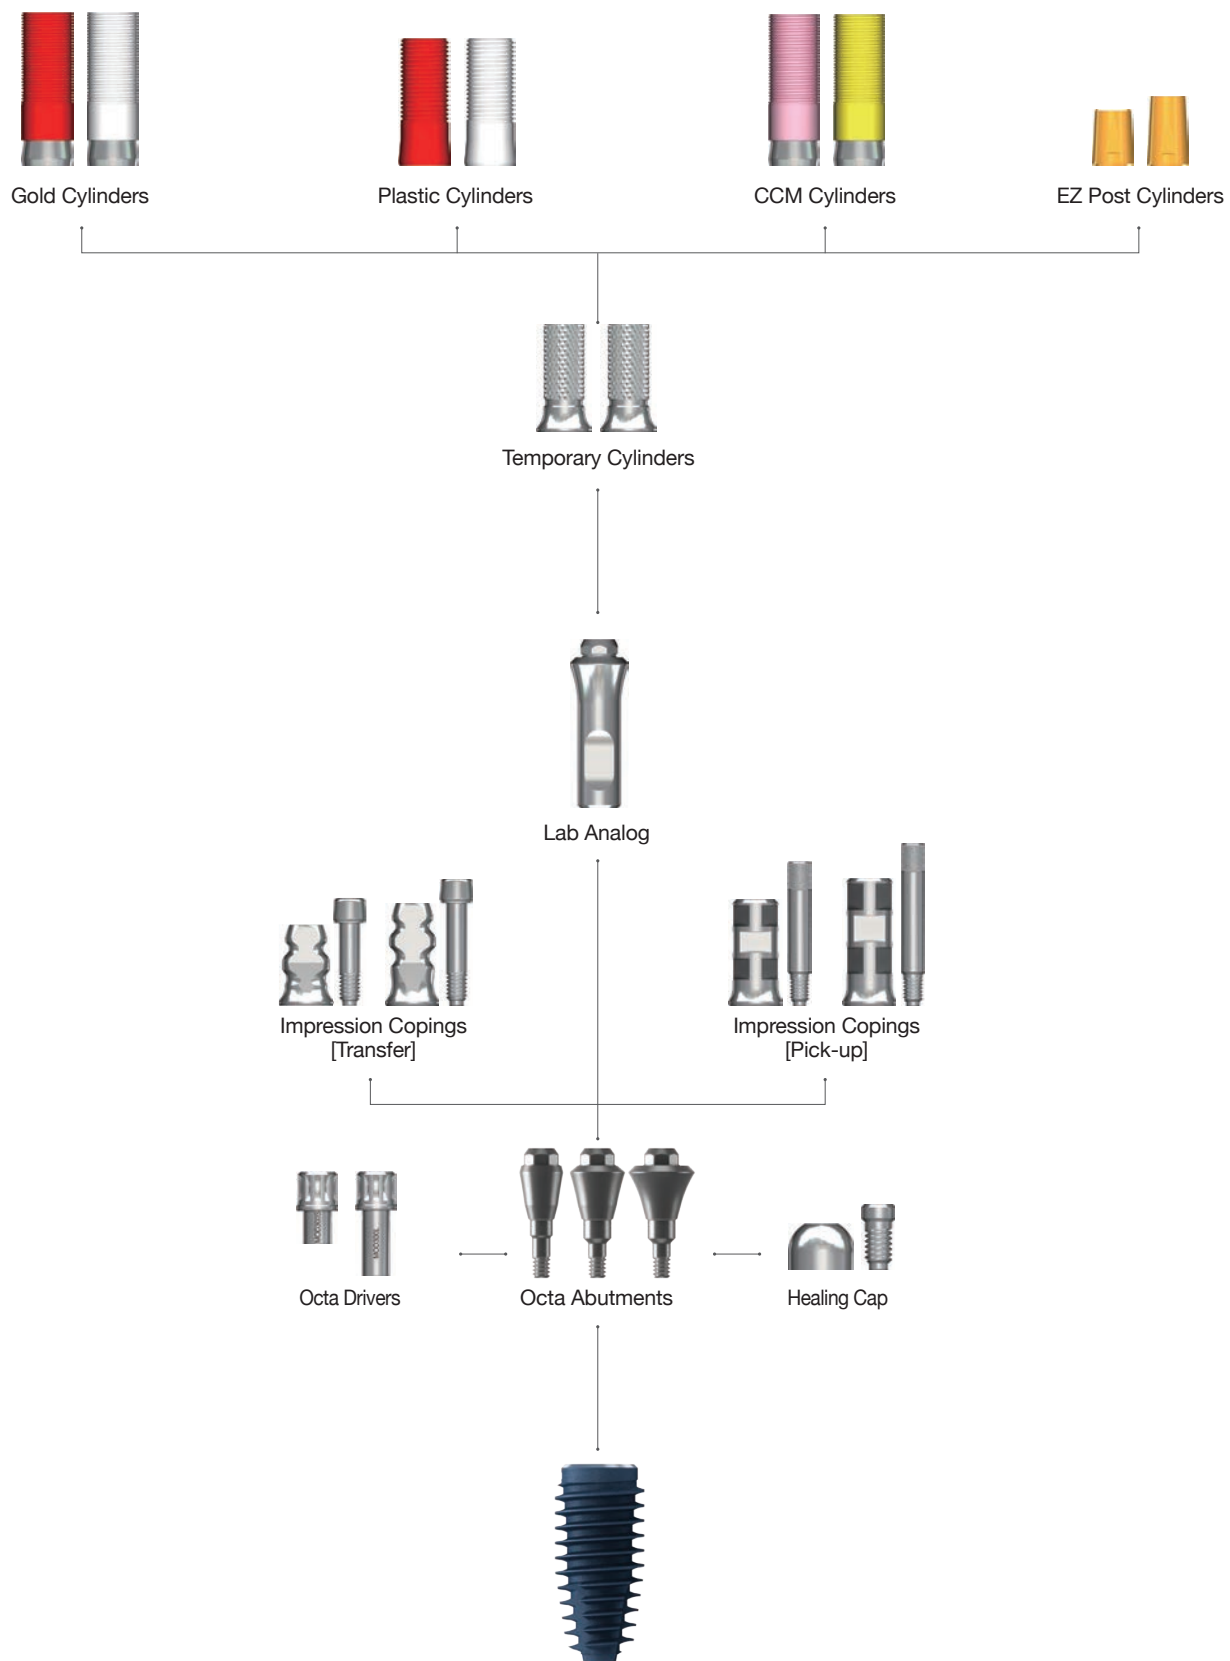 Gold Cylinders
Plastic Cylinders
CCM Cylinders
EZ Post Cylinders
Temporary Cylinders
Lab Analog
Impression Copings
[Transfer]
Impression Copings
[Pick-up]
Octa Drivers
Octa Abutments
Healing Cap